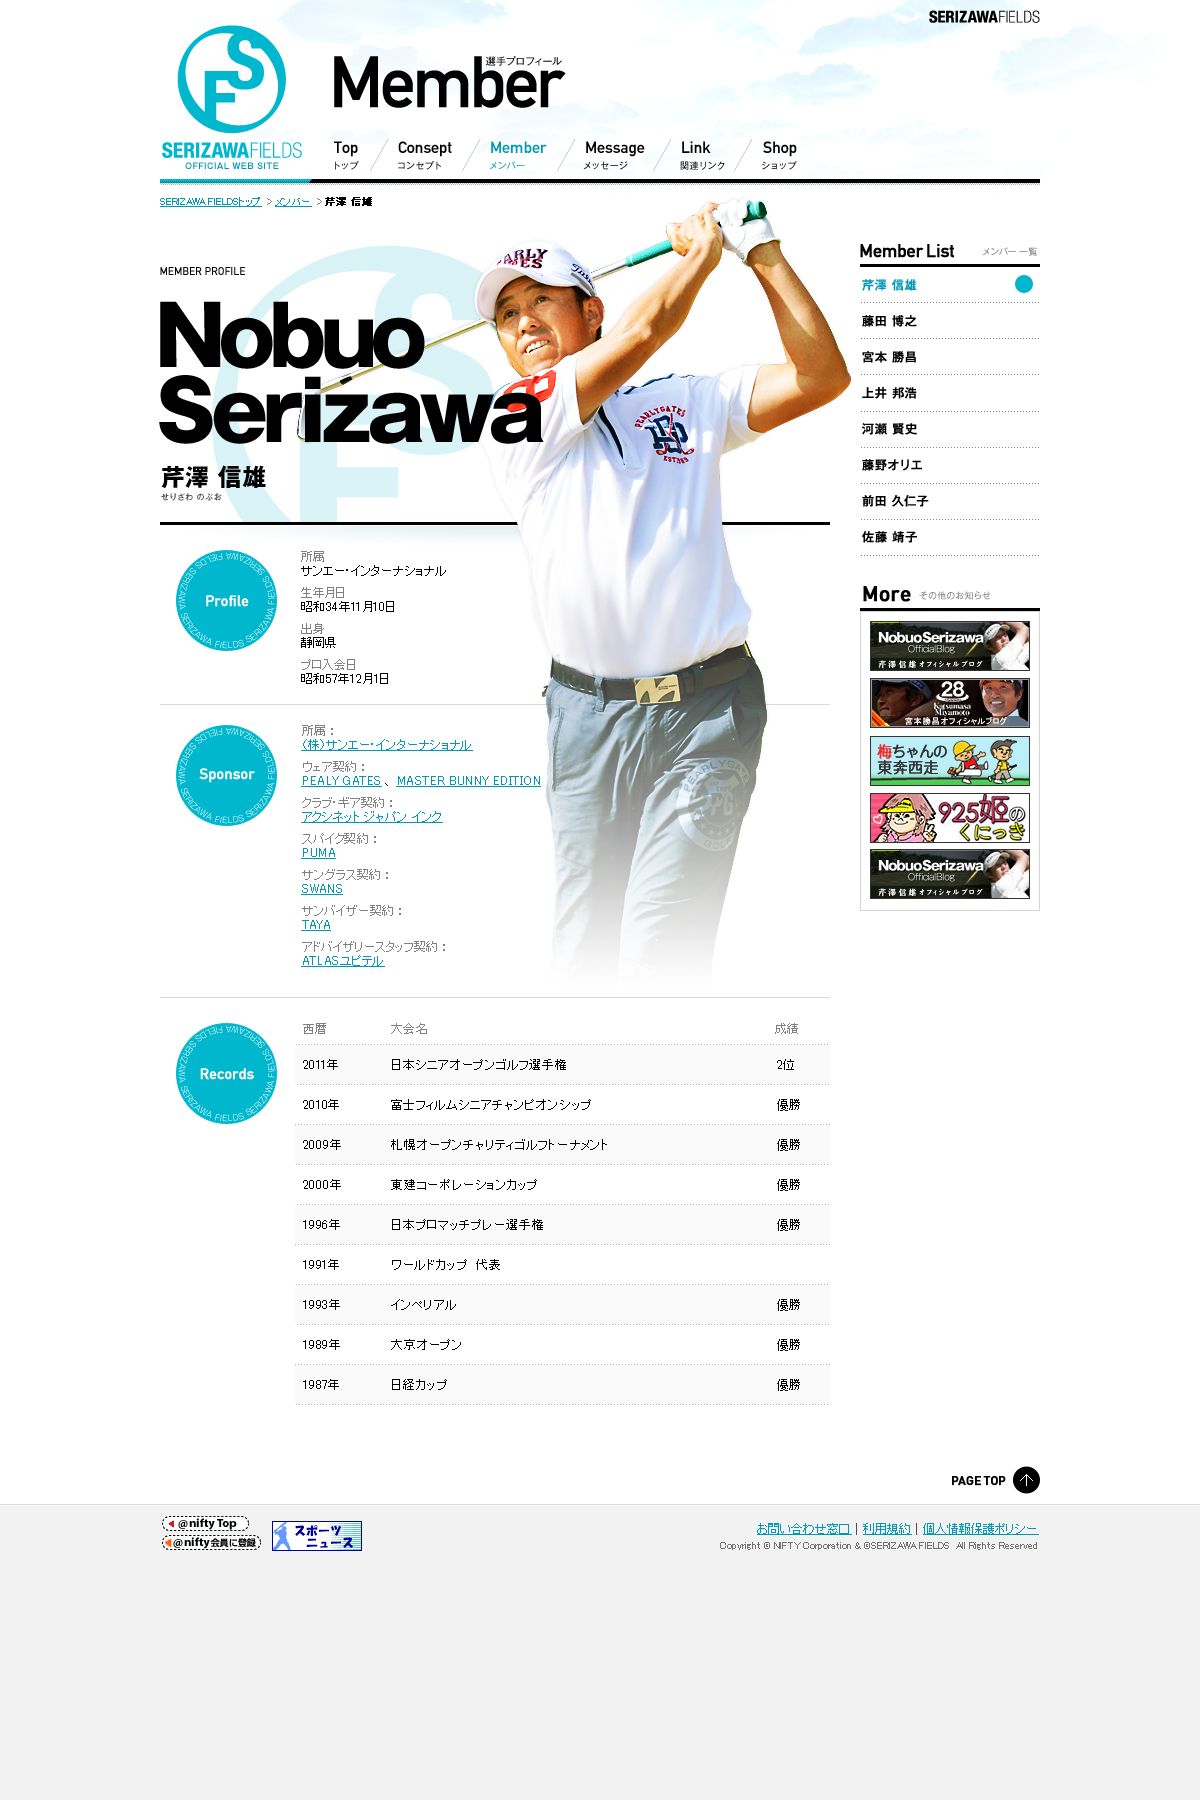 SERIZAWAFIELDS
FS
SERIZAWAFIELDS
OFFICIAL WEB SITE
選手プロフィール
Member
Top
トップ
Consept
コンセプト
Member
メンバー
Message
メッセージ
Link
関連リンク
Shop
ショップ
SERIZAWA FIELDSトップ > メンバー > 芹澤 信雄
MEMBER PROFILE
Nobuo
Serizawa
芹澤 信雄
せりざわ のぶお
PEARLY GATES
Profile
SERIZAWA FIELDS SERIZAWA FIELDS SERIZAWA FIELDS
所属
サンエー・インターナショナル
生年月日
昭和34年11月10日
出身
静岡県
プロ入会日
昭和57年12月1日
Sponsor
SERIZAWA FIELDS SERIZAWA FIELDS SERIZAWA FIELDS
所属：
（株）サンエー・インターナショナル
ウェア契約：
PEALY GATES 、 MASTER BUNNY EDITION
クラブ・ギア契約：
アクシネット ジャパン インク
スパイク契約：
PUMA
サングラス契約：
SWANS
サンバイザー契約：
TAYA
アドバイザリースタッフ契約：
ATLASユピテル
Records
SERIZAWA FIELDS SERIZAWA FIELDS SERIZAWA FIELDS
西暦 大会名 成績
2011年 日本シニアオープンゴルフ選手権 2位
2010年 富士フィルムシニアチャンピオンシップ 優勝
2009年 札幌オープンチャリティゴルフトーナメント 優勝
2000年 東建コーポレーションカップ 優勝
1996年 日本プロマッチプレー選手権 優勝
1991年 ワールドカップ 代表
1993年 インペリアル 優勝
1989年 大京オープン 優勝
1987年 日経カップ 優勝
Member List メンバー 一覧
芹澤 信雄
藤田 博之
宮本 勝昌
上井 邦浩
河瀬 賢史
藤野オリエ
前田 久仁子
佐藤 靖子
More その他のお知らせ
NobuoSerizawa
OfficialBlog
芹澤信雄オフィシャルブログ
28
Katsumasa
Miyamoto
宮本勝昌オフィシャルブログ
梅ちゃんの
東奔西走
925姫の
くにっき
NobuoSerizawa
OfficialBlog
芹澤信雄オフィシャルブログ
PAGE TOP
@nifty Top
@nifty会員に登録
スポーツ
ニュース
お問い合わせ窓口 | 利用規約 | 個人情報保護ポリシー
Copyright © NIFTY Corporation & ©SERIZAWA FIELDS All Rights Reserved